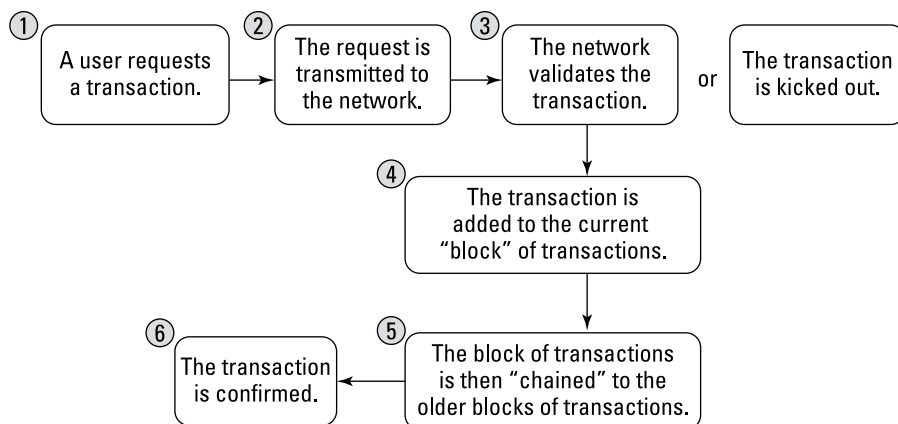 1
A user requests
a transaction.
2
The request is
transmitted to
the network.
3
The network
validates the
transaction.
or
The transaction
is kicked out.
4
The transaction is
added to the current
“block” of transactions.
5
The block of transactions
is then “chained” to the
older blocks of transactions.
6
The transaction
is confirmed.